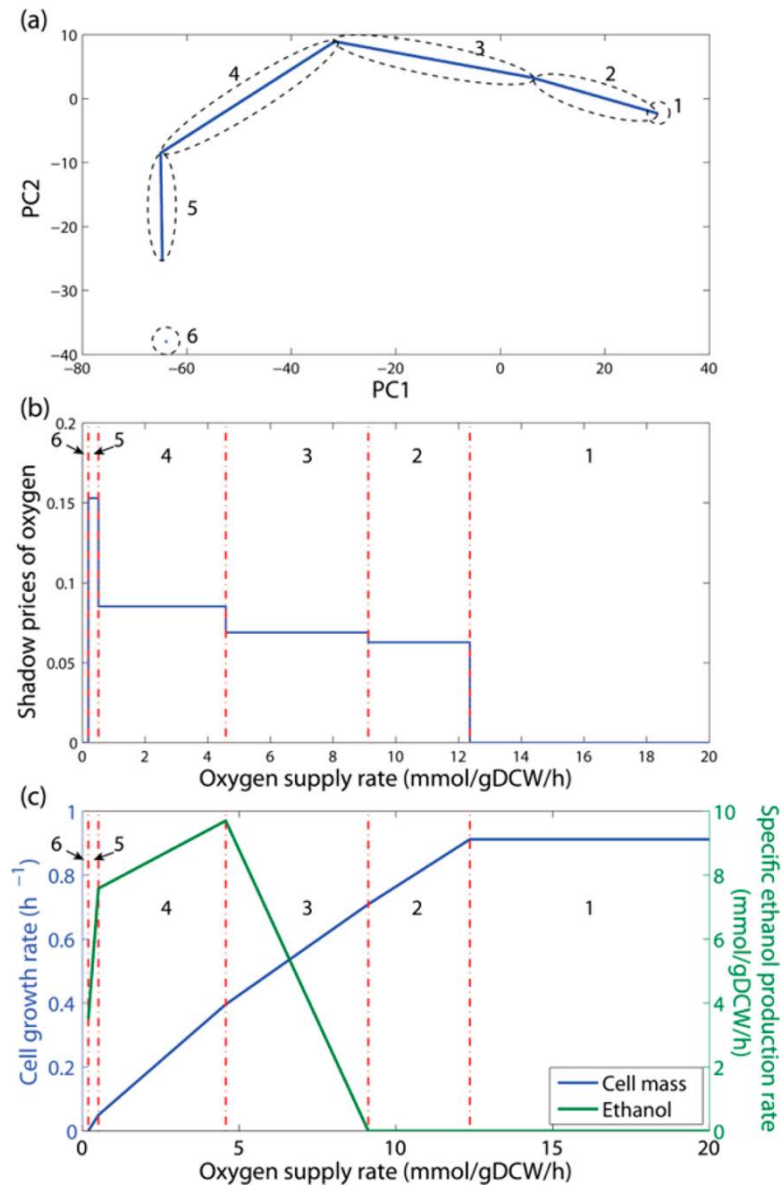 (a)
10
0
−10
−20
−30
−40
PC2
4
3
2
1
5
6
−80 −60 −40 −20 0 20 40
PC1
(b)
0.2
0.15
0.1
0.05
0
Shadow prices of oxygen
6 5 4 3 2 1
0 2 4 6 8 10 12 14 16 18 20
Oxygen supply rate (mmol/gDCW/h)
(c)
1
0.8
0.6
0.4
0.2
0
Cell growth rate (h −1)
6 5
4 3 2 1
10
8
6
4
2
0
Specific ethanol production rate
(mmol/gDCW/h)
Cell mass
Ethanol
0 5 10 15 20
Oxygen supply rate (mmol/gDCW/h)